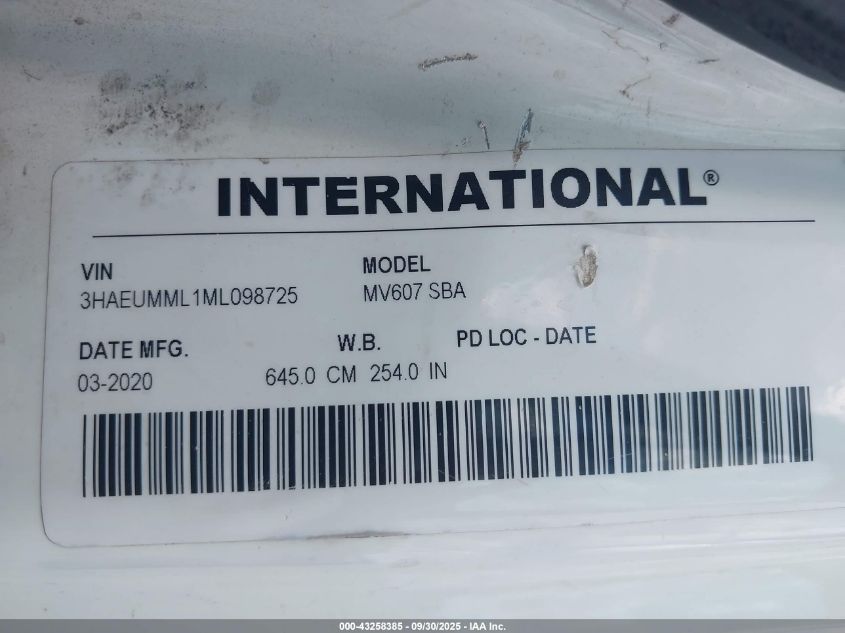 INTERNATIONAL®
VIN MODEL
3HAEUMML1ML098725 MV607 SBA
DATE MFG. W.B. PD LOC - DATE
03-2020 645.0 CM 254.0 IN
000-43258385 - 09/30/2025 - IAA Inc.